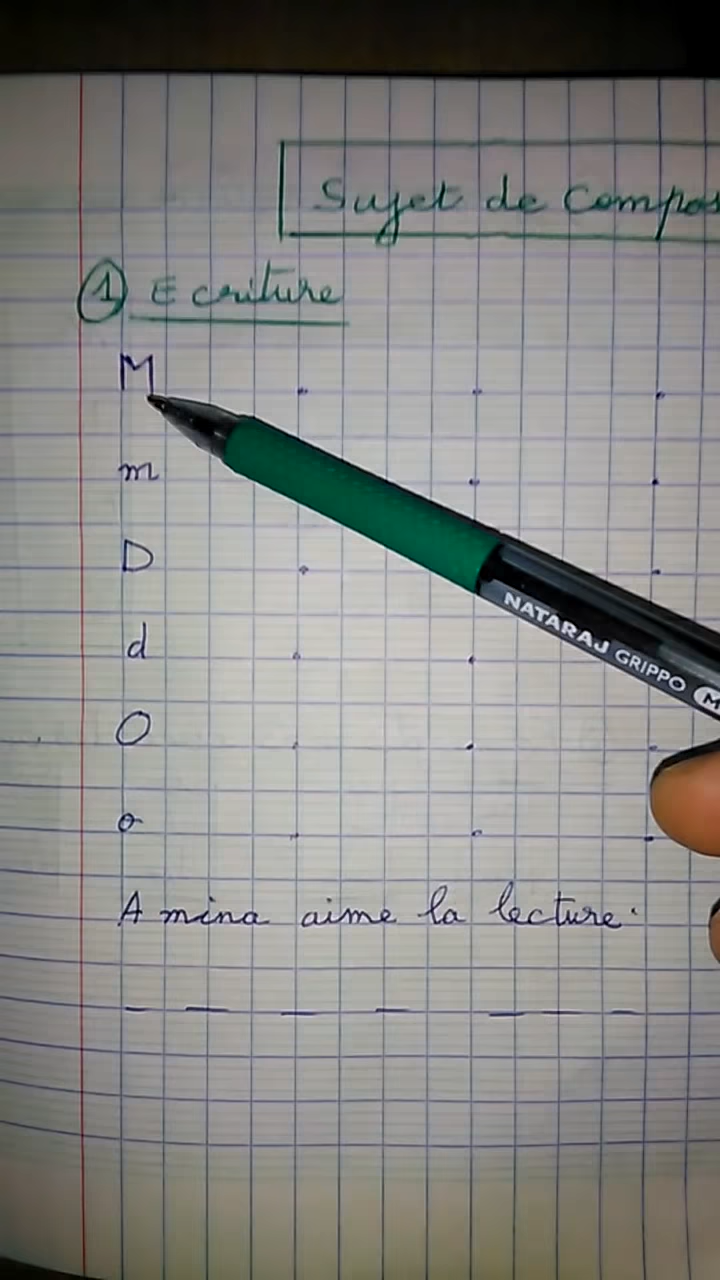 Sujet de Compos
1 Ecriture
M
m
D
d
O
o
NATARAJ GRIPPO M
Amina aime la lecture.